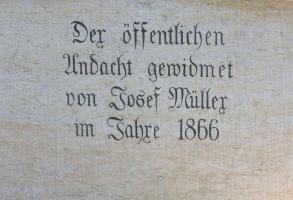 Der öffentlichen
Andacht gewidmet
von Josef Müller
im Jahre 1866